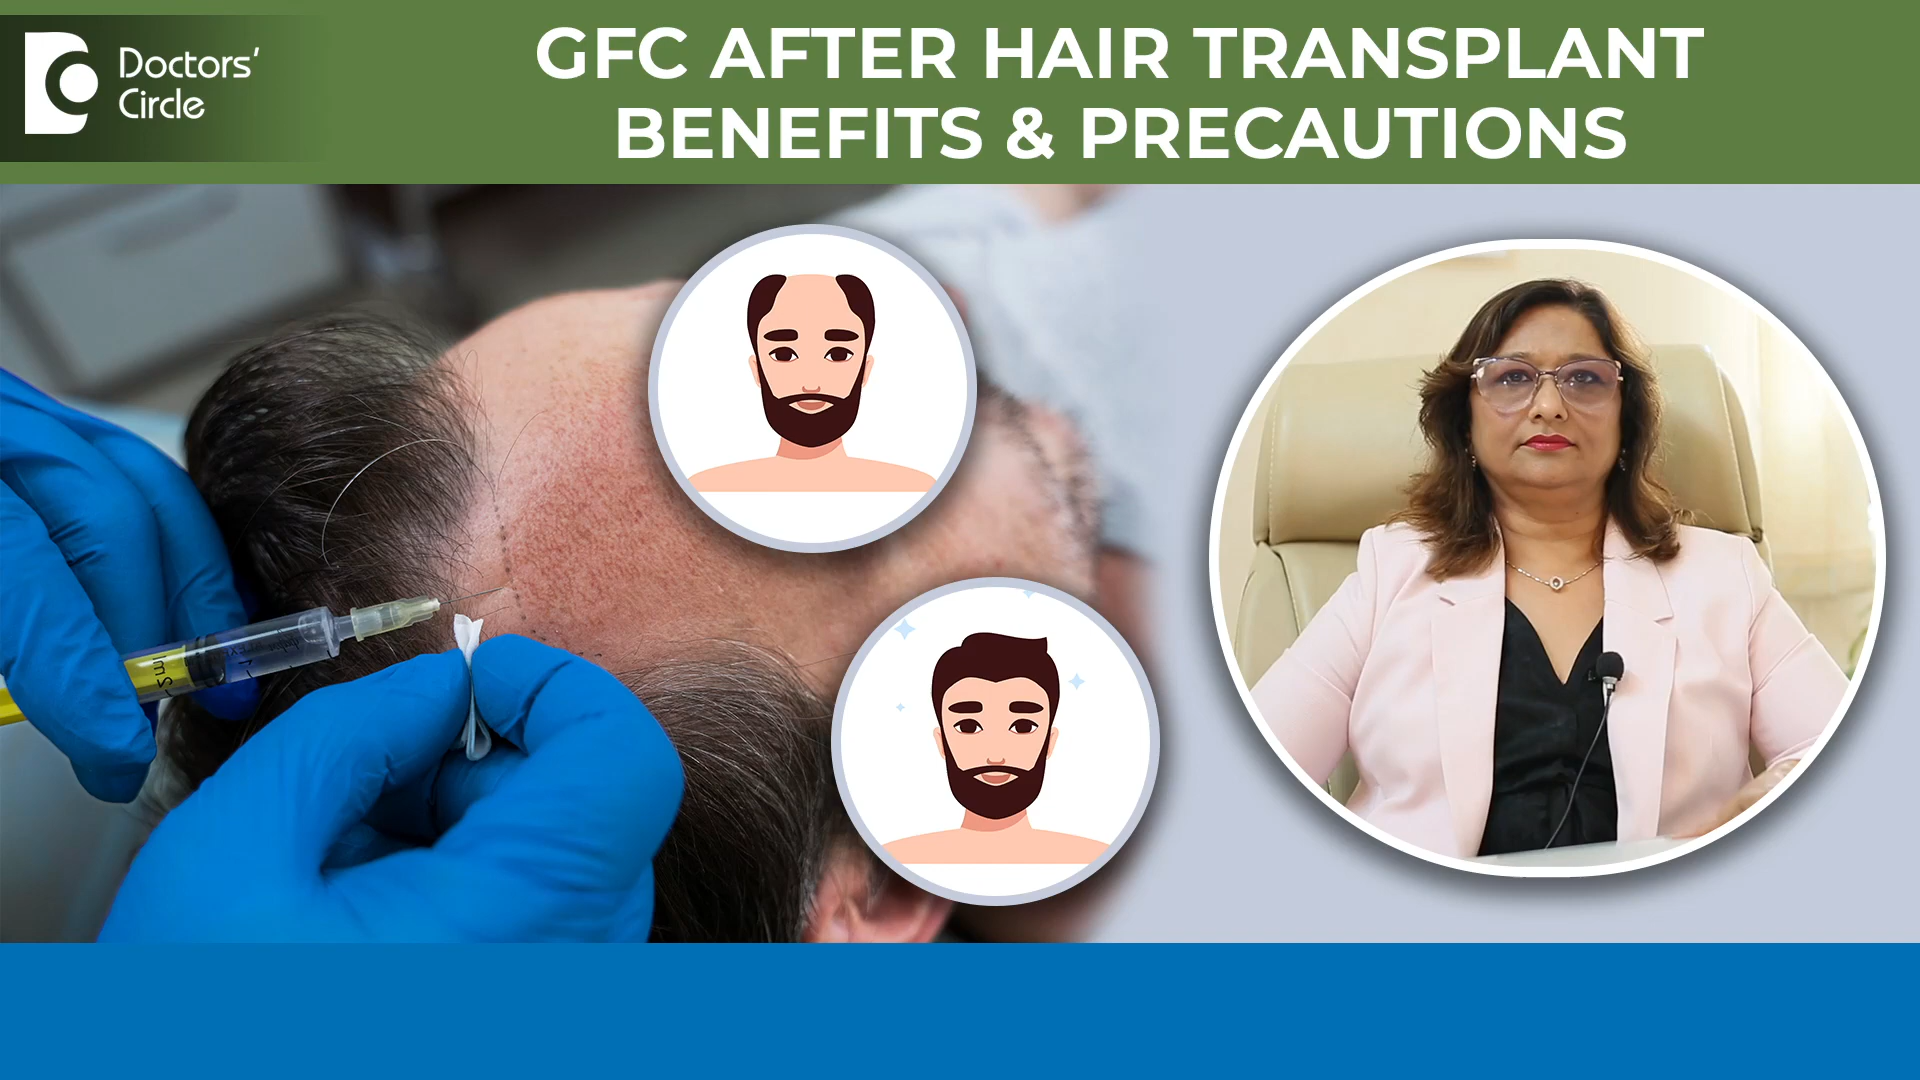 Doctors'
Circle
GFC AFTER HAIR TRANSPLANT
BENEFITS & PRECAUTIONS